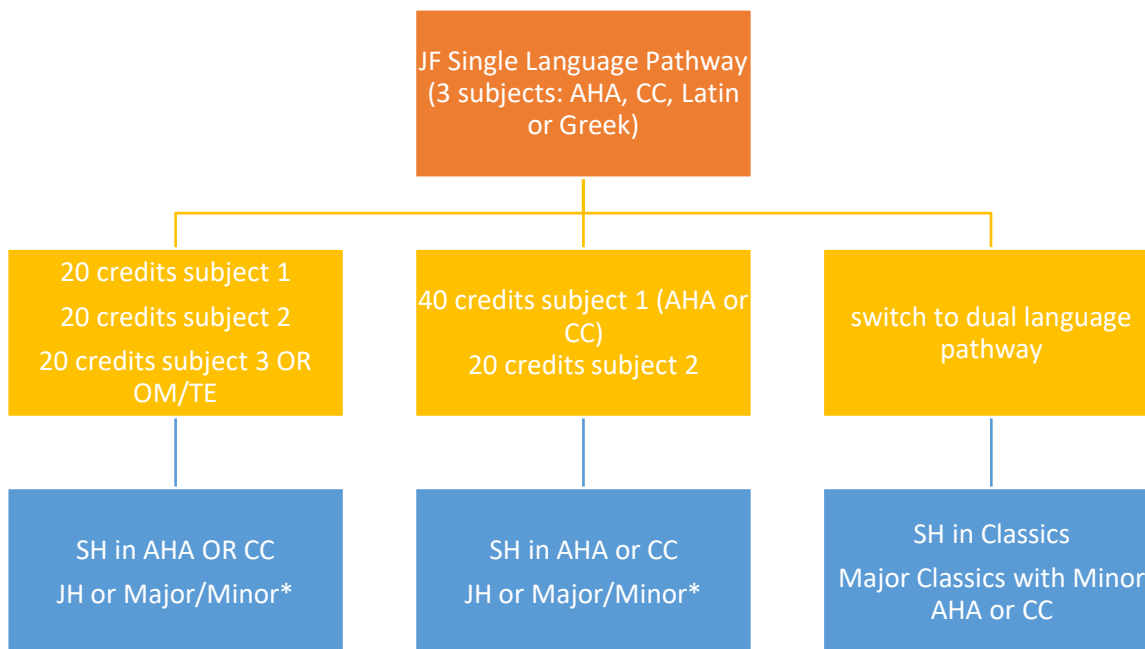 JF Single Language Pathway
(3 subjects: AHA, CC, Latin
or Greek)
20 credits subject 1
20 credits subject 2
20 credits subject 3 OR
OM/TE
40 credits subject 1 (AHA or
CC)
20 credits subject 2
switch to dual language
pathway
SH in AHA OR CC
JH or Major/Minor*
SH in AHA or CC
JH or Major/Minor*
SH in Classics
Major Classics with Minor
AHA or CC